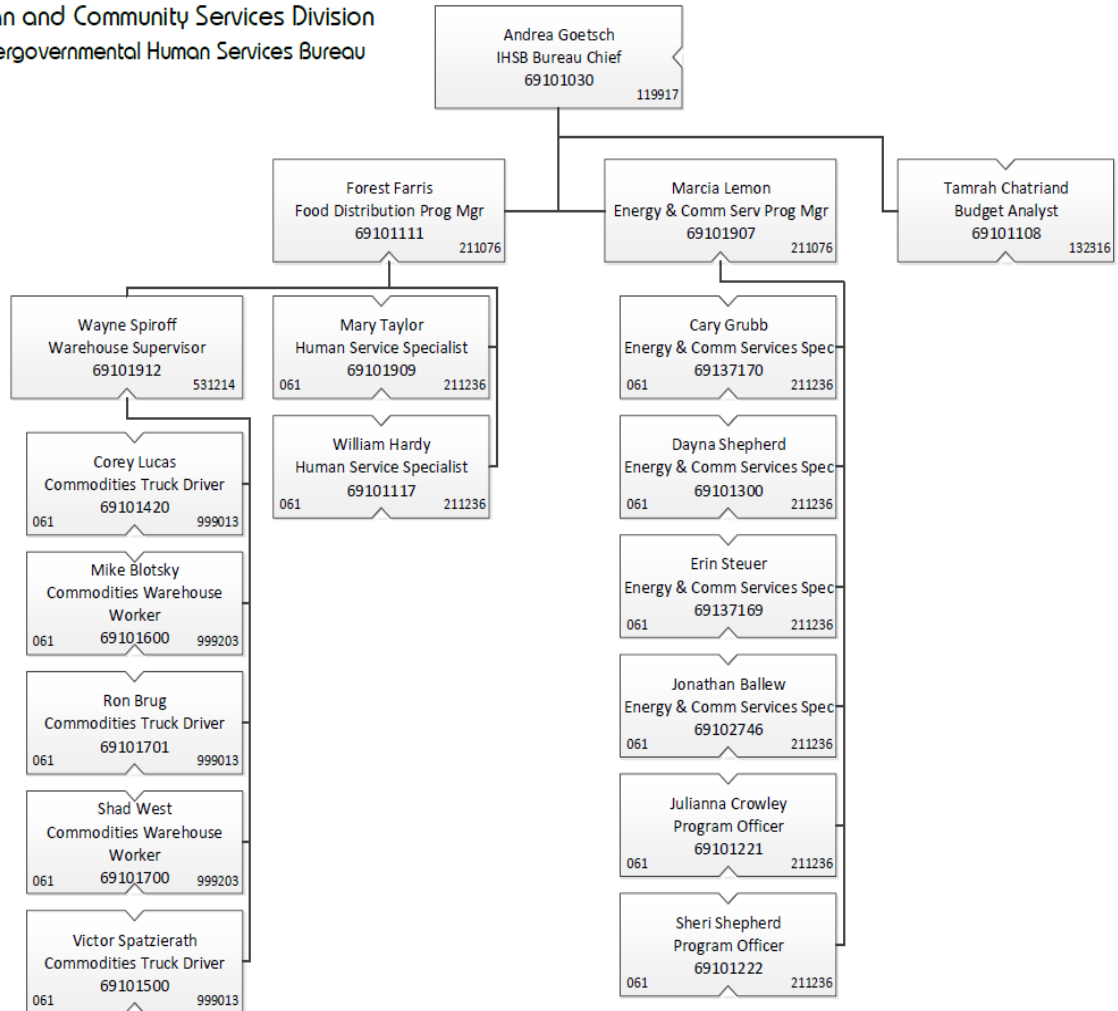 and Community Services Division
Human Services Bureau
Andrea Goetsch
IHSB Bureau Chief
69101030
119917
Forest Farris
Food Distribution Prog Mgr
69101111
211076
Marcia Lemon
Energy & Comm Serv Prog Mgr
69101907
211076
Tamrah Chatriand
Budget Analyst
69101108
132316
Wayne Spiroff
Warehouse Supervisor
69101912
531214
Mary Taylor
Human Service Specialist
69101909
061 211236
William Hardy
Human Service Specialist
69101117
061 211236
Corey Lucas
Commodities Truck Driver
69101420
061 999013
Mike Blotsky
Commodities Warehouse
Worker
061 69101600 999203
Ron Brug
Commodities Truck Driver
69101701
061 999013
Shad West
Commodities Warehouse
Worker
061 69101700 999203
Victor Spatzierath
Commodities Truck Driver
69101500
061 999013
Cary Grubb
Energy & Comm Services Spec
69137170
061 211236
Dayna Shepherd
Energy & Comm Services Spec
69101300
061 211236
Erin Steuer
Energy & Comm Services Spec
69137169
061 211236
Jonathan Ballew
Energy & Comm Services Spec
69102746
061 211236
Julianna Crowley
Program Officer
69101221
061 211236
Sheri Shepherd
Program Officer
69101222
061 211236